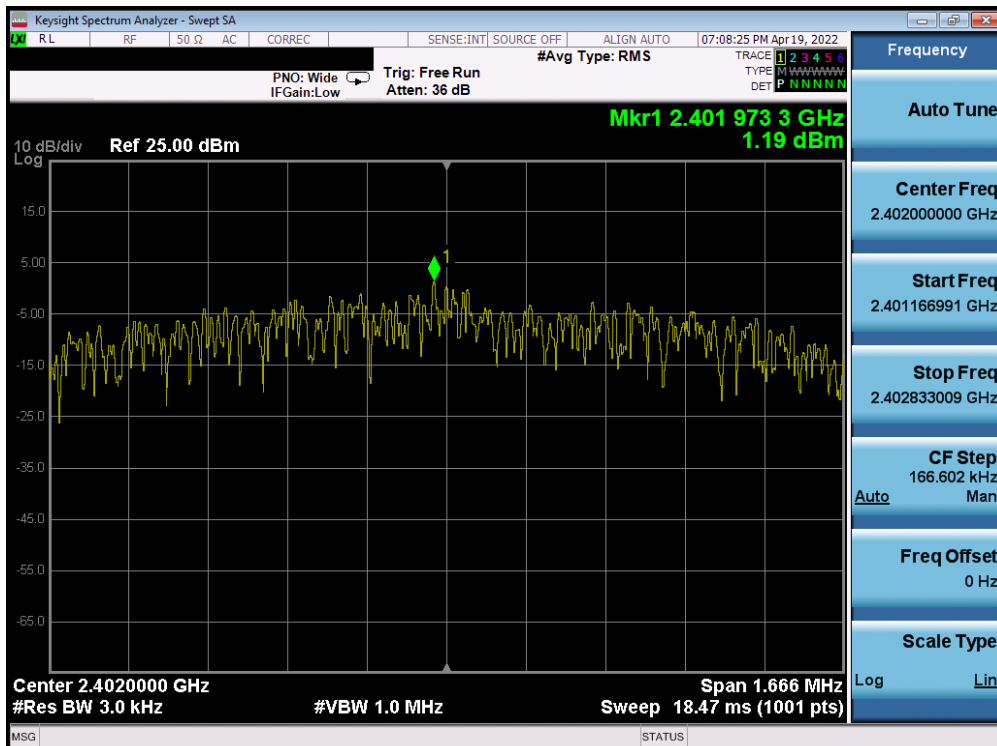 Keysight Spectrum Analyzer - Swept SA
LXI RL RF 50 Ω AC CORREC SENSE:INT SOURCE OFF ALIGN AUTO 07:08:25 PM Apr 19, 2022
#Avg Type: RMS
TRACE 1 2 3 4 5 6
TYPE M WWWWW
DET P N N N N N
PNO: Wide
IFGain:Low
Trig: Free Run
Atten: 36 dB
Mkr1 2.401 973 3 GHz
1.19 dBm
10 dB/div
Log
Ref 25.00 dBm
15.0
5.00
-5.00
-15.0
-25.0
-35.0
-45.0
-55.0
-65.0
1
Center 2.4020000 GHz
Span 1.666 MHz
#Res BW 3.0 kHz
#VBW 1.0 MHz
Sweep 18.47 ms (1001 pts)
MSG
STATUS
Frequency
Auto Tune
Center Freq
2.402000000 GHz
Start Freq
2.401166991 GHz
Stop Freq
2.402833009 GHz
CF Step
166.602 kHz
Auto Man
Freq Offset
0 Hz
Scale Type
Log Lin